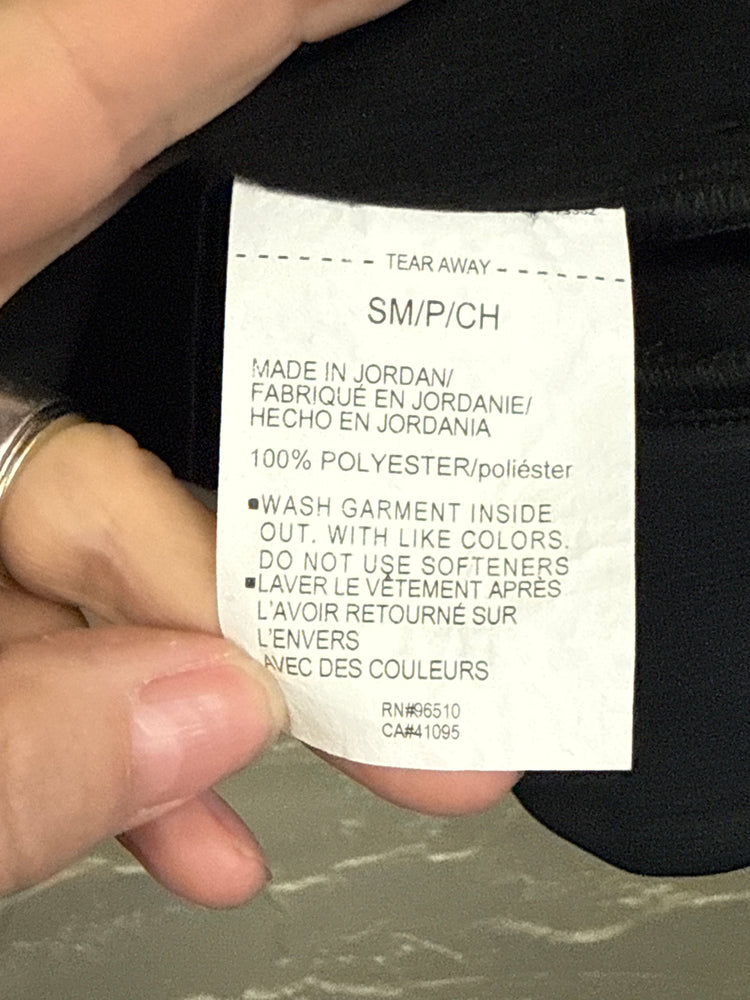 TEAR AWAY
SM/P/CH
MADE IN JORDAN/
FABRIQUÉ EN JORDANIE/
HECHO EN JORDANIA
100% POLYESTER/poliéster
▪WASH GARMENT INSIDE
OUT. WITH LIKE COLORS.
DO NOT USE SOFTENERS
▪LAVER LE VÊTEMENT APRÈS
L'AVOIR RETOURNÉ SUR
L'ENVERS
AVEC DES COULEURS
RN#96510
CA#41095